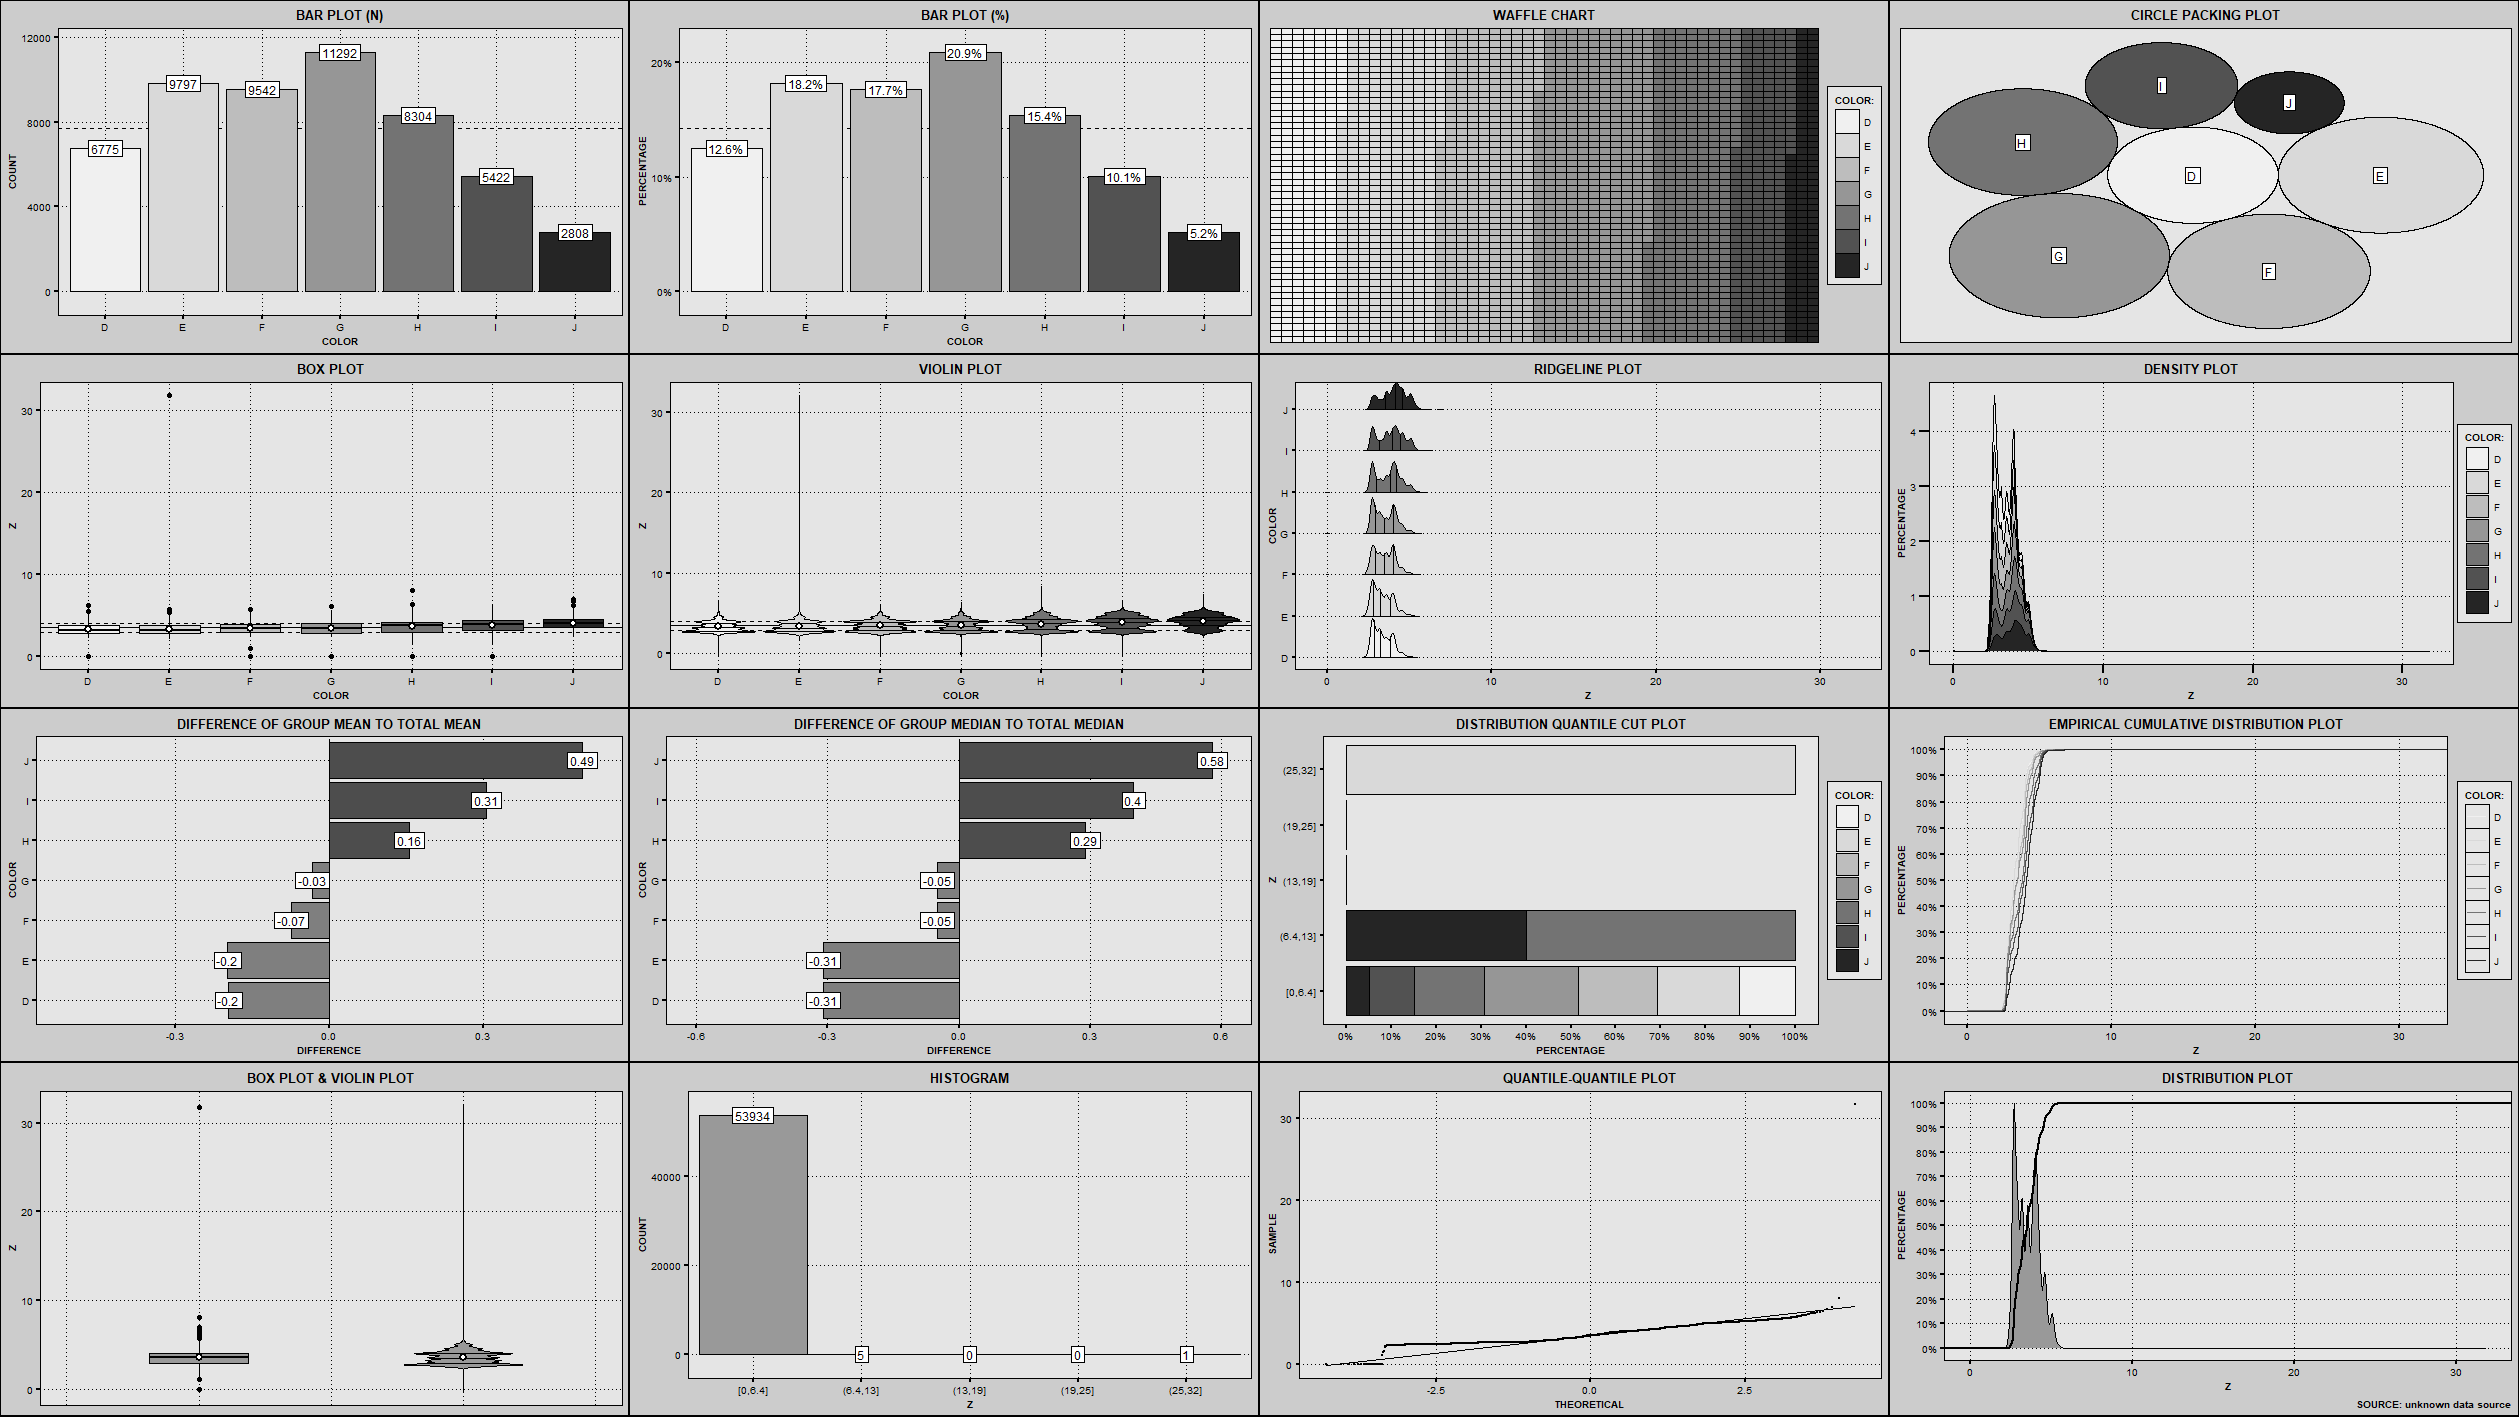 BAR PLOT (N)
12000
8000
4000
0
COUNT
6775
9797
9542
11292
8304
5422
2808
D E F G H I J
COLOR
BAR PLOT (%)
20%
10%
0%
PERCENTAGE
12.6%
18.2%
17.7%
20.9%
15.4%
10.1%
5.2%
D E F G H I J
COLOR
WAFFLE CHART
COLOR:
D
E
F
G
H
I
J
CIRCLE PACKING PLOT
I
J
H
D
E
G
F
BOX PLOT
30
20
10
0
Z
D E F G H I J
COLOR
VIOLIN PLOT
30
20
10
0
Z
D E F G H I J
COLOR
RIDGELINE PLOT
J
I
H
G
F
E
D
COLOR
0 10 20 30
Z
DENSITY PLOT
4
3
2
1
0
PERCENTAGE
0 10 20 30
Z
COLOR:
D
E
F
G
H
I
J
DIFFERENCE OF GROUP MEAN TO TOTAL MEAN
J 0.49
I 0.31
H 0.16
G -0.03
F -0.07
E -0.2
D -0.2
COLOR
-0.3 0.0 0.3
DIFFERENCE
DIFFERENCE OF GROUP MEDIAN TO TOTAL MEDIAN
J 0.58
I 0.4
H 0.29
G -0.05
F -0.05
E -0.31
D -0.31
COLOR
-0.6 -0.3 0.0 0.3 0.6
DIFFERENCE
DISTRIBUTION QUANTILE CUT PLOT
(25,32]
(19,25]
(13,19]
(6.4,13]
[0,6.4]
Z
0% 10% 20% 30% 40% 50% 60% 70% 80% 90% 100%
PERCENTAGE
COLOR:
D
E
F
G
H
I
J
EMPIRICAL CUMULATIVE DISTRIBUTION PLOT
100%
90%
80%
70%
60%
50%
40%
30%
20%
10%
0%
PERCENTAGE
0 10 20 30
Z
COLOR:
D
E
F
G
H
I
J
BOX PLOT & VIOLIN PLOT
30
20
10
0
Z
HISTOGRAM
40000
20000
0
COUNT
53934
5
0
0
1
[0,6.4] (6.4,13] (13,19] (19,25] (25,32]
Z
QUANTILE-QUANTILE PLOT
30
20
10
0
SAMPLE
-2.5 0.0 2.5
THEORETICAL
DISTRIBUTION PLOT
100%
90%
80%
70%
60%
50%
40%
30%
20%
10%
0%
PERCENTAGE
0 10 20 30
Z
SOURCE: unknown data source